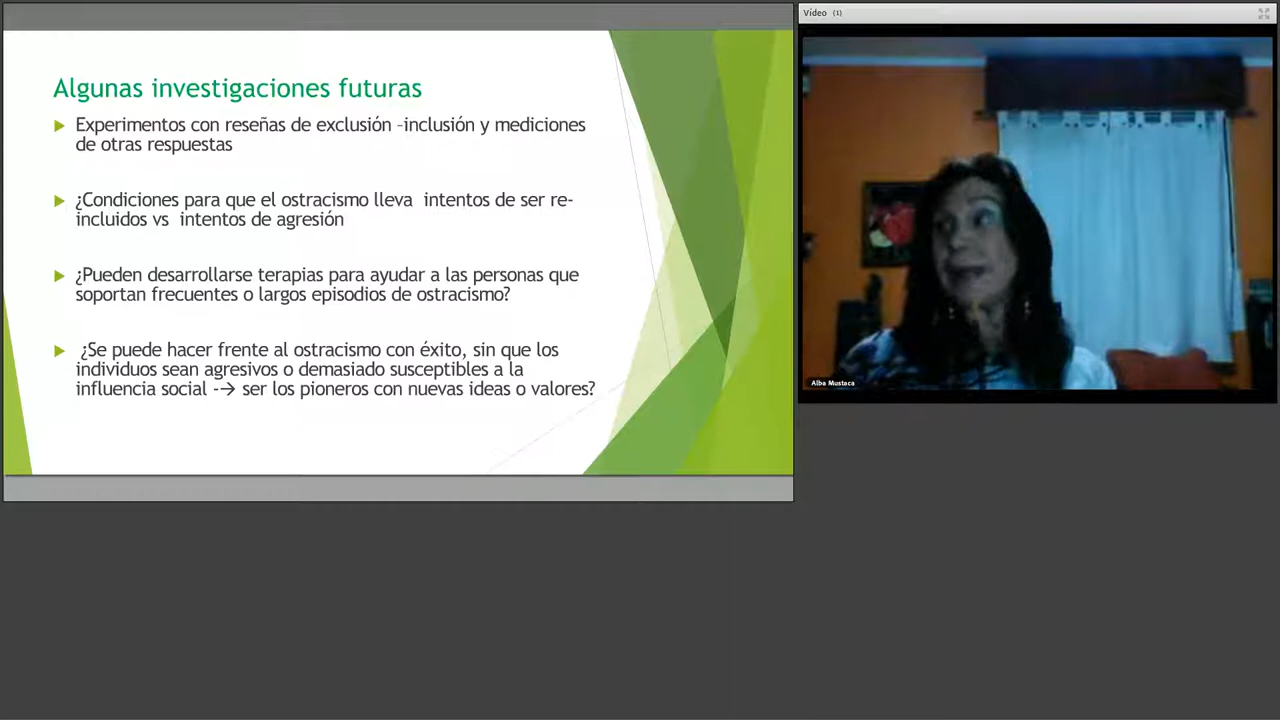 Algunas investigaciones futuras
Experimentos con reseñas de exclusión -inclusión y mediciones
de otras respuestas
¿Condiciones para que el ostracismo lleva intentos de ser re-
incluidos vs intentos de agresión
¿Pueden desarrollarse terapias para ayudar a las personas que
soportan frecuentes o largos episodios de ostracismo?
¿Se puede hacer frente al ostracismo con éxito, sin que los
individuos sean agresivos o demasiado susceptibles a la
influencia social -→ ser los pioneros con nuevas ideas o valores?
Vídeo (1)
Alba Mustaca